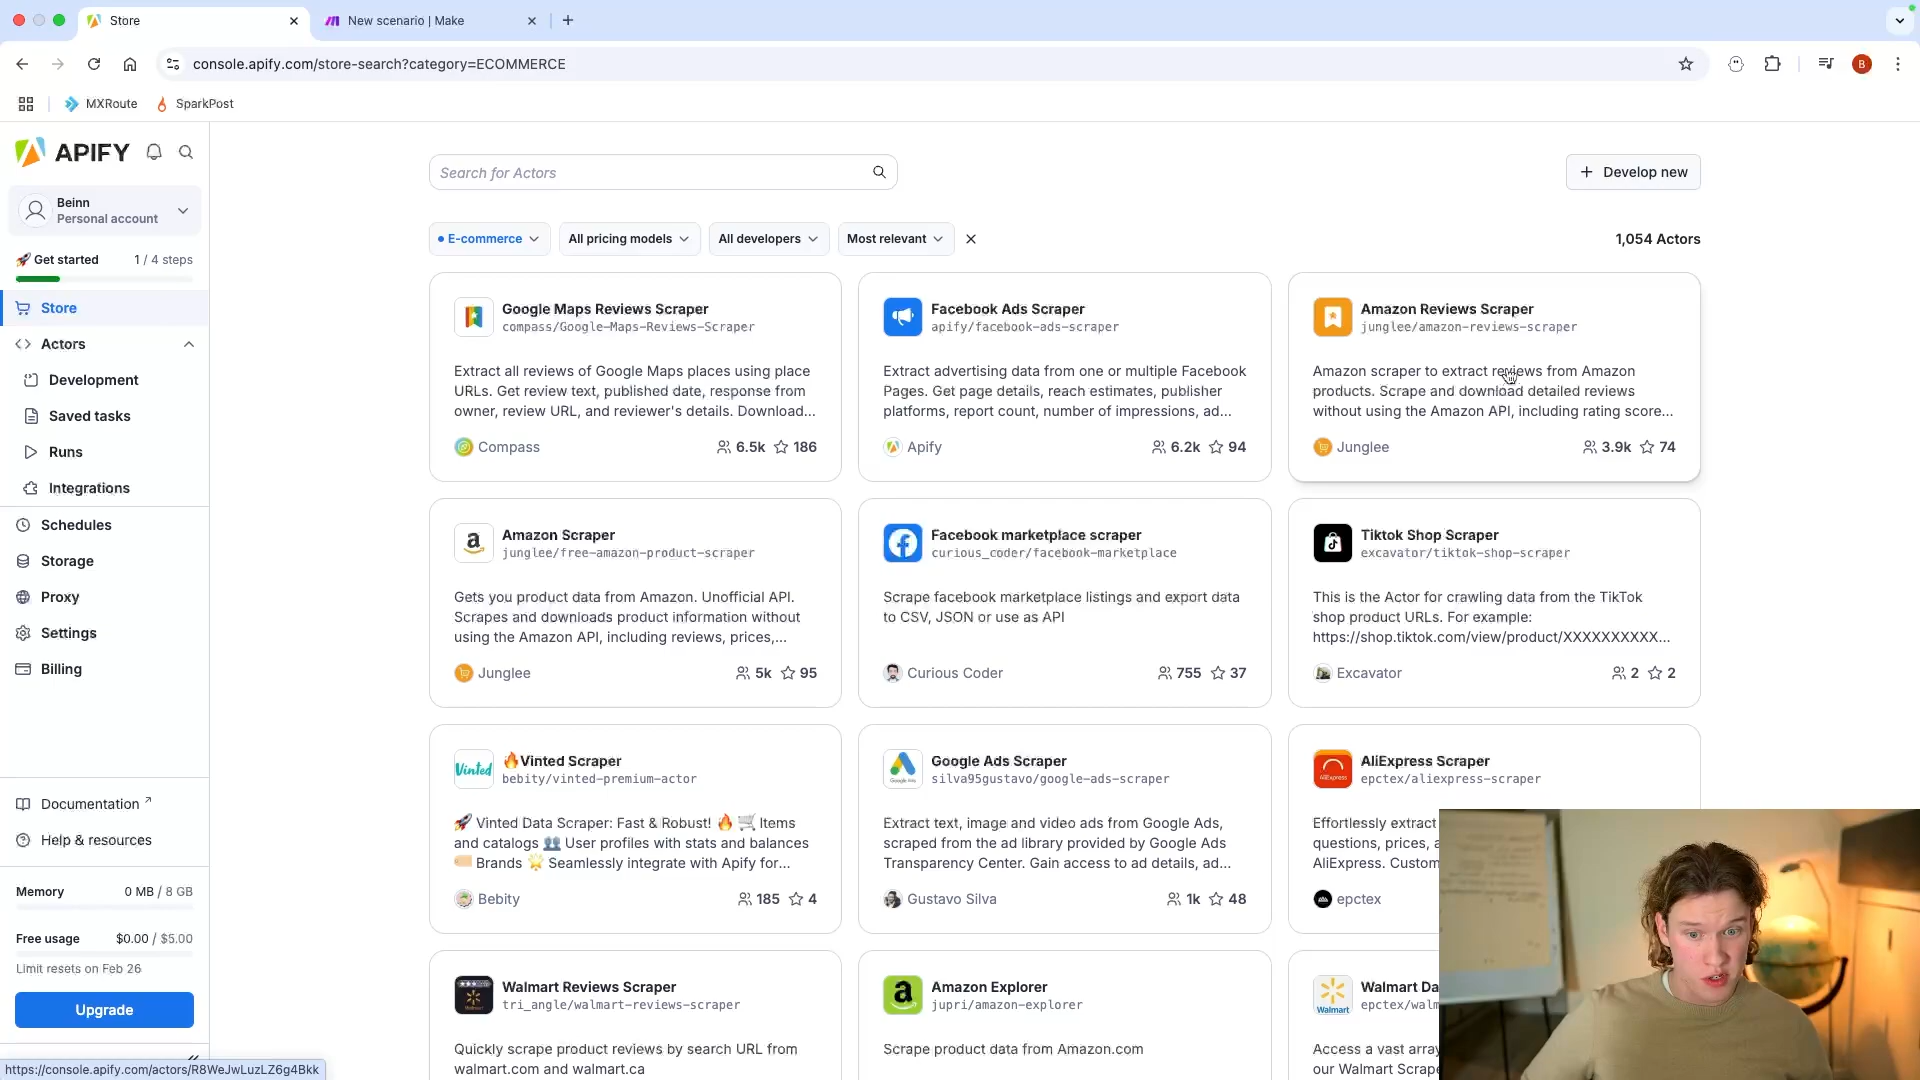 Store
New scenario | Make
console.apify.com/store-search?category=ECOMMERCE
B
MXRoute
SparkPost
APIFY
Beinn
Personal account
🚀 Get started 1 / 4 steps
Store
Actors
Development
Saved tasks
Runs
Integrations
Schedules
Storage
Proxy
Settings
Billing
Documentation
Help & resources
Memory 0 MB / 8 GB
Free usage $0.00 / $5.00
Limit resets on Feb 26
Upgrade
https://console.apify.com/actors/R8WeJwLuzLZ6g4Bkk
Search for Actors
Develop new
E-commerce
All pricing models
All developers
Most relevant
1,054 Actors
Google Maps Reviews Scraper
compass/Google-Maps-Reviews-Scraper
Extract all reviews of Google Maps places using place
URLs. Get review text, published date, response from
owner, review URL, and reviewer's details. Download...
Compass 6.5k 186
Facebook Ads Scraper
apify/facebook-ads-scraper
Extract advertising data from one or multiple Facebook
Pages. Get page details, reach estimates, publisher
platforms, report count, number of impressions, ad...
Apify 6.2k 94
Amazon Reviews Scraper
junglee/amazon-reviews-scraper
Amazon scraper to extract reviews from Amazon
products. Scrape and download detailed reviews
without using the Amazon API, including rating score...
Junglee 3.9k 74
Amazon Scraper
junglee/free-amazon-product-scraper
Gets you product data from Amazon. Unofficial API.
Scrapes and downloads product information without
using the Amazon API, including reviews, prices,...
Junglee 5k 95
Facebook marketplace scraper
curious_coder/facebook-marketplace
Scrape facebook marketplace listings and export data
to CSV, JSON or use as API
Curious Coder 755 37
Tiktok Shop Scraper
excavator/tiktok-shop-scraper
This is the Actor for crawling data from the TikTok
shop product URLs. For example:
https://shop.tiktok.com/view/product/XXXXXXXXXX...
Excavator 2 2
Vinted
🔥Vinted Scraper
bebity/vinted-premium-actor
🚀 Vinted Data Scraper: Fast & Robust! 🔥 🛒 Items
and catalogs 👥 User profiles with stats and balances
🏷️ Brands 🌟 Seamlessly integrate with Apify for...
Bebity 185 4
Google Ads
Google Ads Scraper
silva95gustavo/google-ads-scraper
Extract text, image and video ads from Google Ads,
scraped from the ad library provided by Google Ads
Transparency Center. Gain access to ad details, ad...
Gustavo Silva 1k 48
AliExpress
AliExpress Scraper
epctex/aliexpress-scraper
Effortlessly extract
questions, prices, a
AliExpress. Custom
epctex
Walmart Reviews Scraper
tri_angle/walmart-reviews-scraper
Quickly scrape product reviews by search URL from
walmart.com and walmart.ca
Amazon Explorer
jupri/amazon-explorer
Scrape product data from Amazon.com
Walmart
Walmart Da
epctex/walm
Access a vast array
our Walmart Scrape